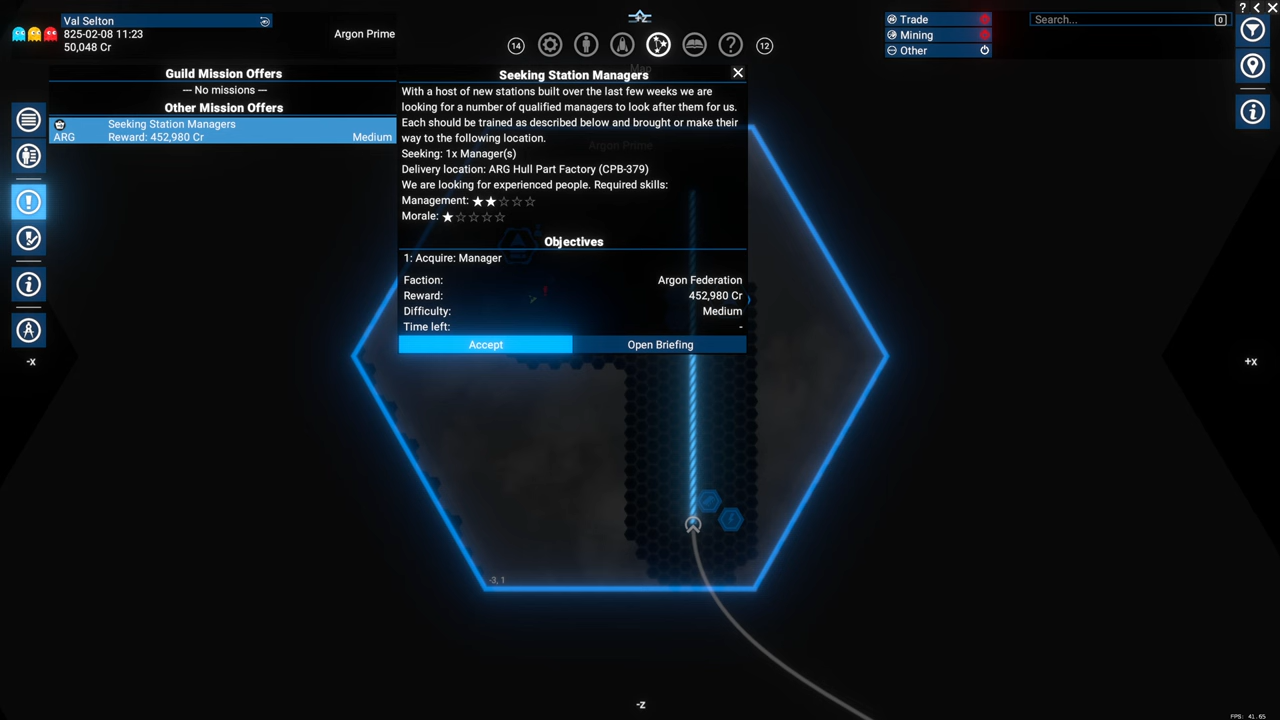 Val Selton
825-02-08 11:23
50,048 Cr
Argon Prime
+z
14
12
Trade
Mining
Other
Search...
0
?
Guild Mission Offers
--- No missions ---
Other Mission Offers
Seeking Station Managers
ARG
Reward: 452,980 Cr
Medium
Seeking Station Managers
With a host of new stations built over the last few weeks we are
looking for a number of qualified managers to look after them for us.
Each should be trained as described below and brought or make their
way to the following location.
Seeking: 1x Manager(s)
Delivery location: ARG Hull Part Factory (CPB-379)
We are looking for experienced people. Required skills:
Management: ★★☆☆☆
Morale: ★☆☆☆☆
Objectives
1: Acquire: Manager
Faction:
Argon Federation
Reward:
452,980 Cr
Difficulty:
Medium
Time left:
-
Accept
Open Briefing
Argon Prime
-x
+x
-3, 1
-z
FPS: 41.65